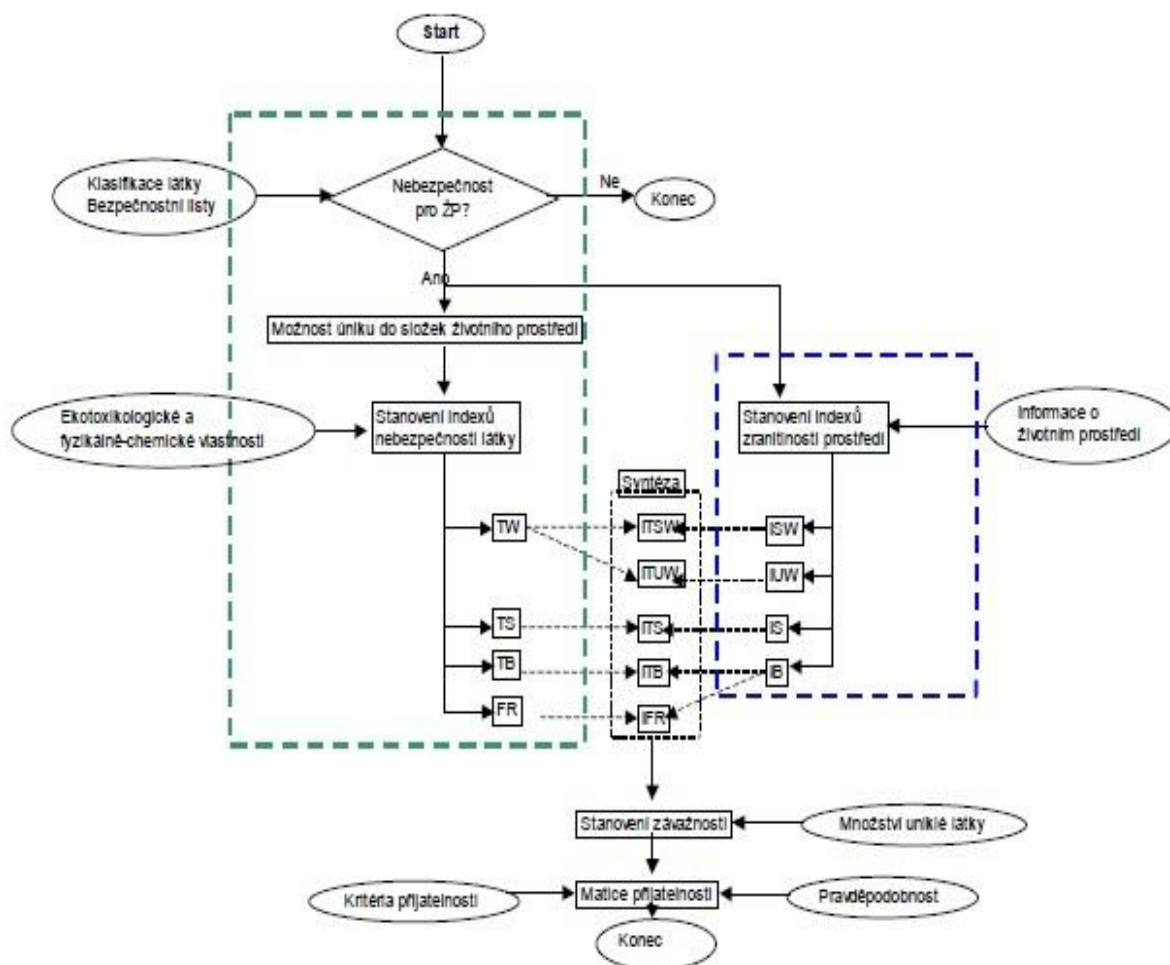 Start
Klasifikace látky
Bezpečnostní listy
Nebezpečnost
pro ŽP?
Ne
Konec
Ano
Možnost úniku do složek životního prostředí
Ekotoxikologické a
fyzikálně-chemické vlastnosti
Stanovení indexů
nebezpečnosti látky
Stanovení indexů
zranitlnosti prostředí
Informace o
životním prostředí
Syntéza
TW
ITSW
ISW
ITUW
IUW
TS
ITS
IS
TB
ITB
IB
FR
IFR
Stanovení závažnosti
Množství uniklé látky
Kritéria přijatelnosti
Matice přijatelnosti
Pravděpodobnost
Konec